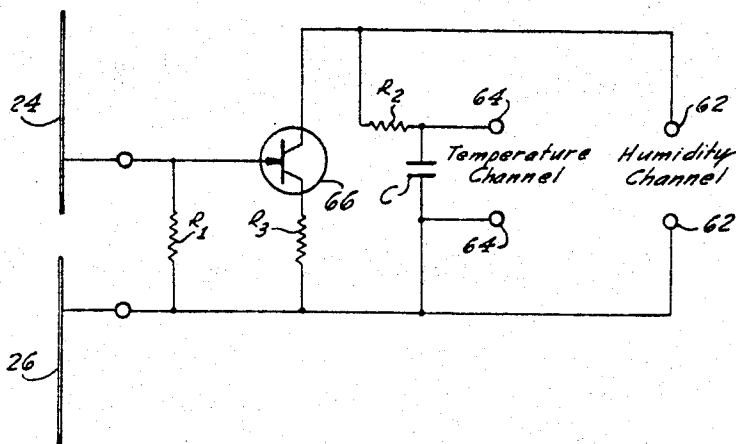 24
R2
64
62
Temperature
Channel
Humidity
Channel
C
66
R1
R3
64
62
26